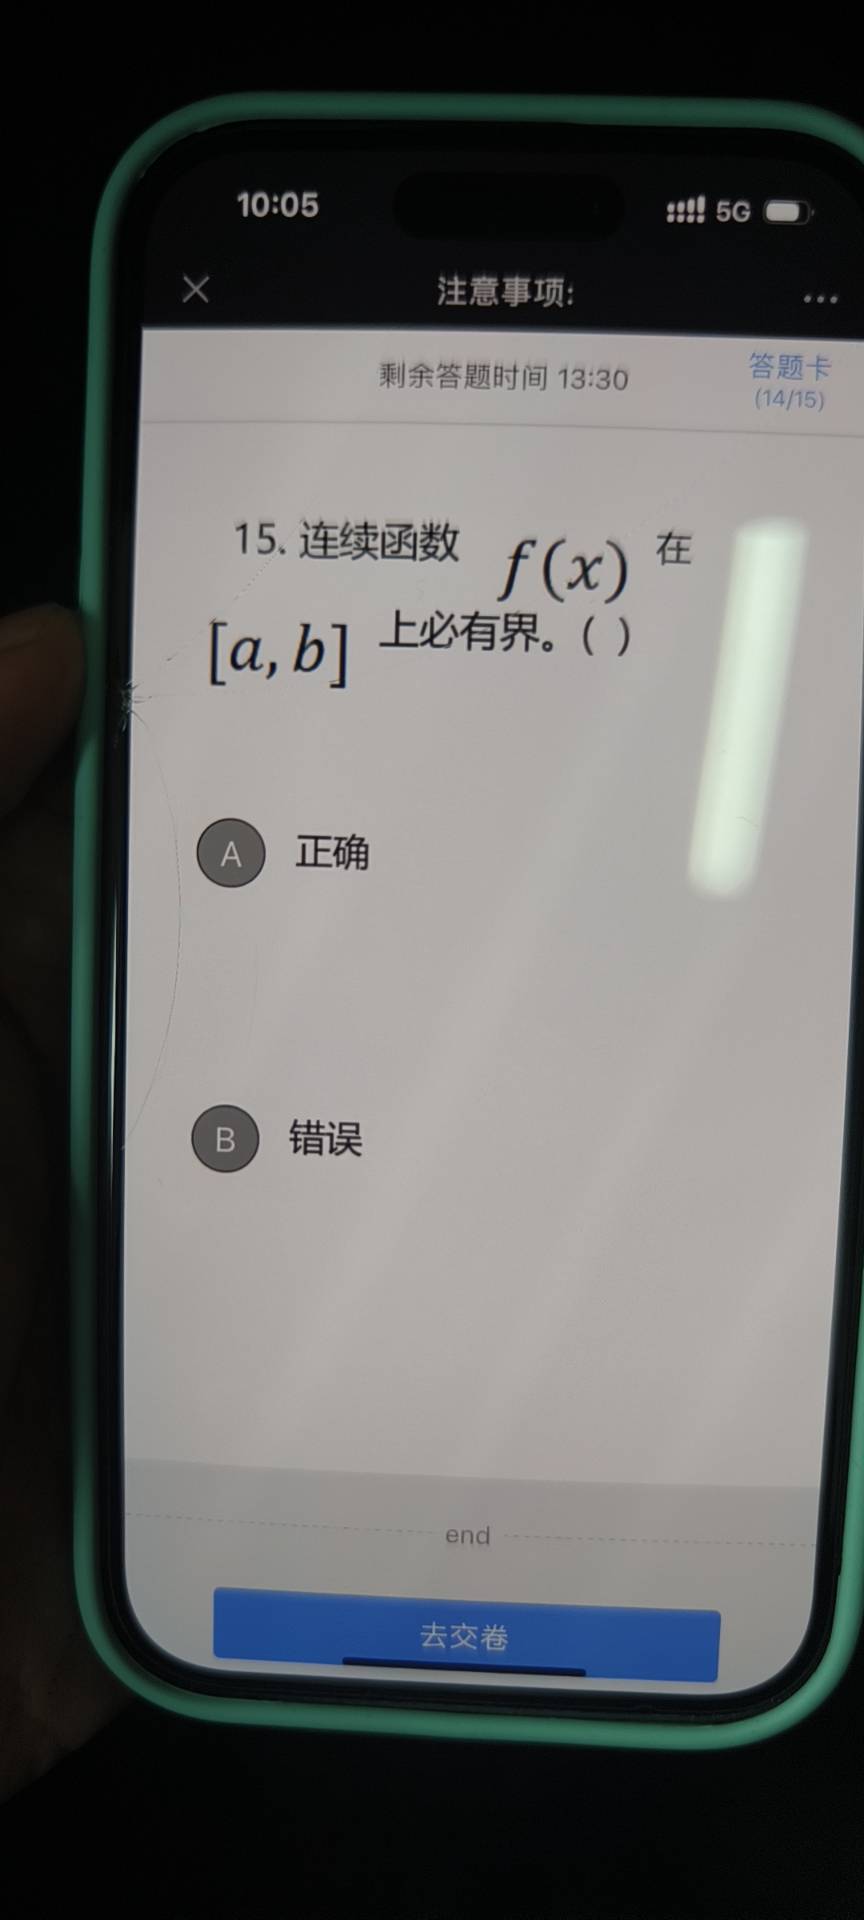 10:05 5G
注意事项:
剩余答题时间 13:30 答题卡
(14/15)
15. 连续函数 f(x) 在
[a, b] 上必有界。( )
A 正确
B 错误
end
去交卷